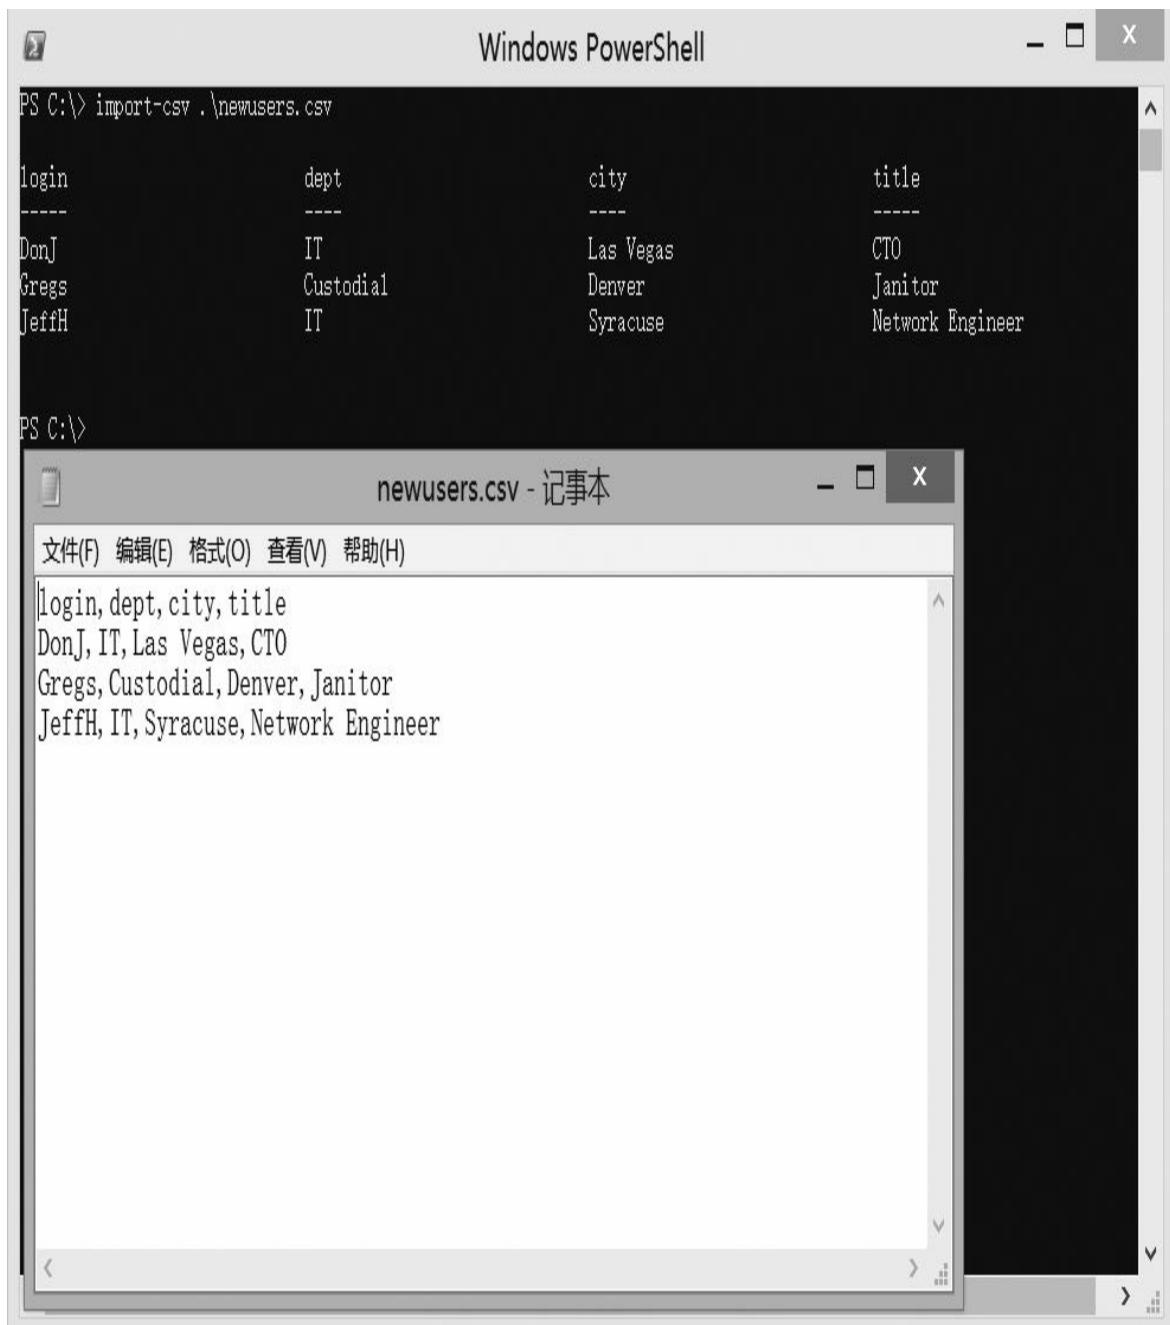 Windows PowerShell
PS C:\> import-csv .\newusers.csv
login dept city title
----- ---- ---- -----
DonJ IT Las Vegas CTO
Gregs Custodial Denver Janitor
JeffH IT Syracuse Network Engineer
PS C:\>
newusers.csv - 记事本
文件(F) 编辑(E) 格式(O) 查看(V) 帮助(H)
login,dept,city,title
DonJ,IT,Las Vegas,CTO
Gregs,Custodial,Denver,Janitor
JeffH,IT,Syracuse,Network Engineer